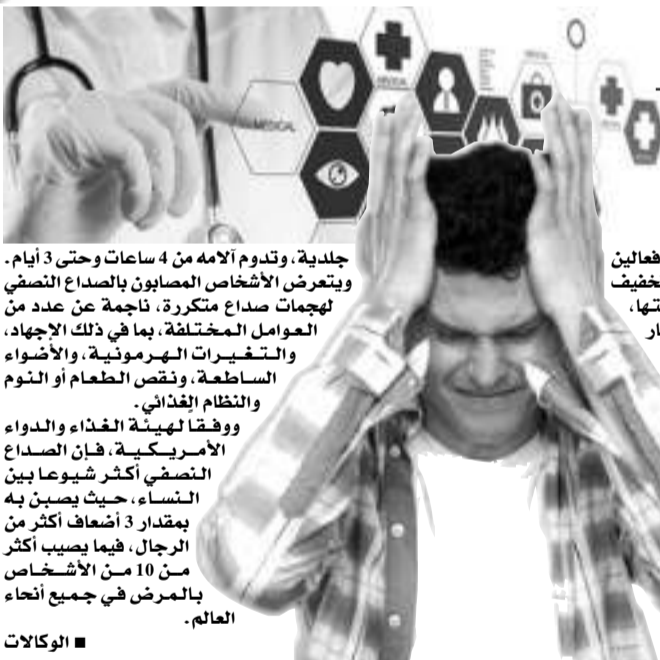 MEDICAL
MEDICAL
MEDICAL
فعالين
خفيف
تها،
ار
جلدية، وتدوم آلامه من 4 ساعات وحتى 3 أيام.
ويتعرض الأشخاص المصابون بالصداع النصفي
لهجمات صداع متكررة، ناجمة عن عدد من
العوامل المختلفة، بما في ذلك الإجهاد،
والتغيرات الهرمونية، والأضواء
الساطعة، ونقص الطعام أو النوم
والنظام الغذائي.
ووفقا لهيئة الغذاء والدواء
الأمريكية، فإن الصداع
النصفي أكثر شيوعا بين
النساء، حيث يصبن به
بمقدار 3 أضعاف أكثر من
الرجال، فيما يصيب أكثر
من 10 من الأشخاص
بالمرض في جميع أنحاء
العالم.
■ الوكالات